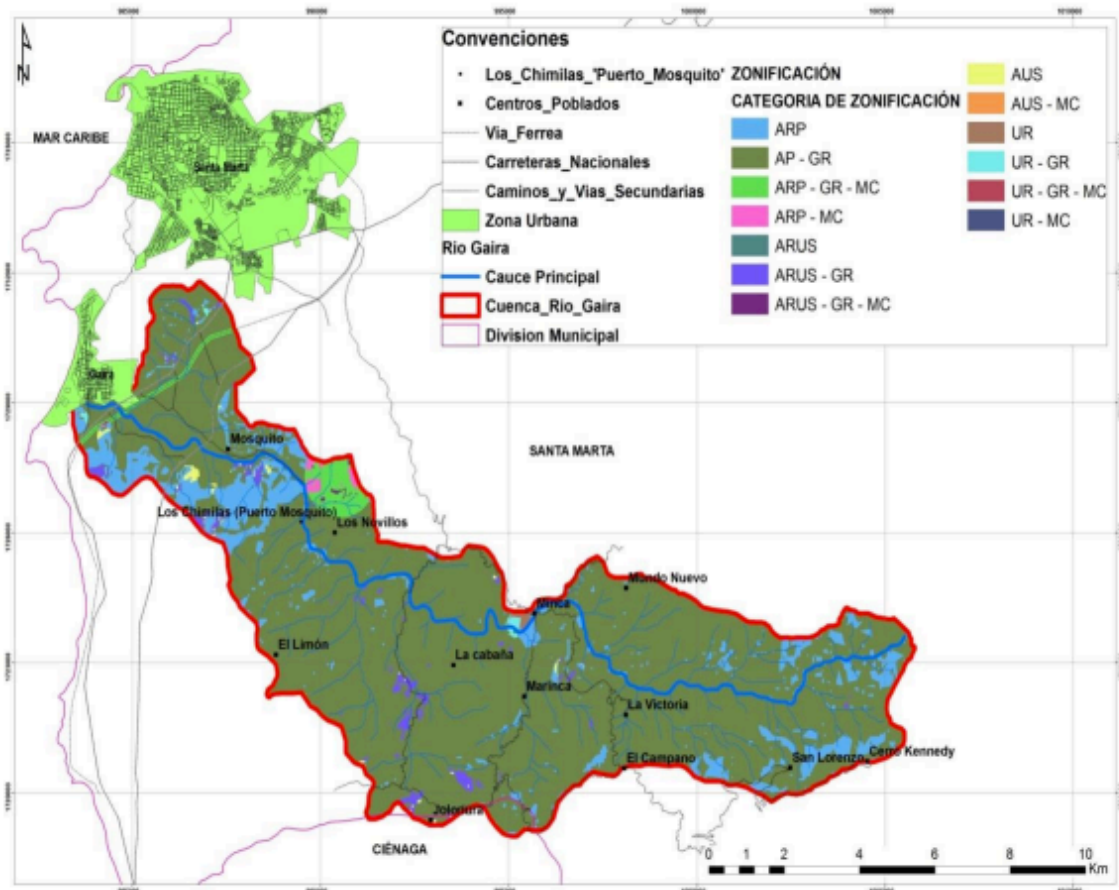 Convenciones
Los_Chimilas_"Puerto_Mosquito"
Centros_Poblados
Via_Ferrea
Carreteras_Nacionales
Caminos_y_Vias_Secundarias
Zona Urbana
Rio Gaira
Cauce Principal
Cuenca_Rio_Gaira
Division Municipal
ZONIFICACIÓN
CATEGORIA DE ZONIFICACIÓN
ARP
AP - GR
ARP - GR - MC
ARP - MC
ARUS
ARUS - GR
ARUS - GR - MC
AUS
AUS - MC
UR
UR - GR
UR - GR - MC
UR - MC
N
MAR CARIBE
Santa Marta
Gaira
Mosquito
SANTA MARTA
Los Chimilas (Puerto Mosquito)
Los Novillos
Mundo Nuevo
Minca
El Limón
La cabaña
Marinca
La Victoria
El Campano
San Lorenzo
Cerro Kennedy
CIÉNAGA
0 1 2 4 6 8 10
Km